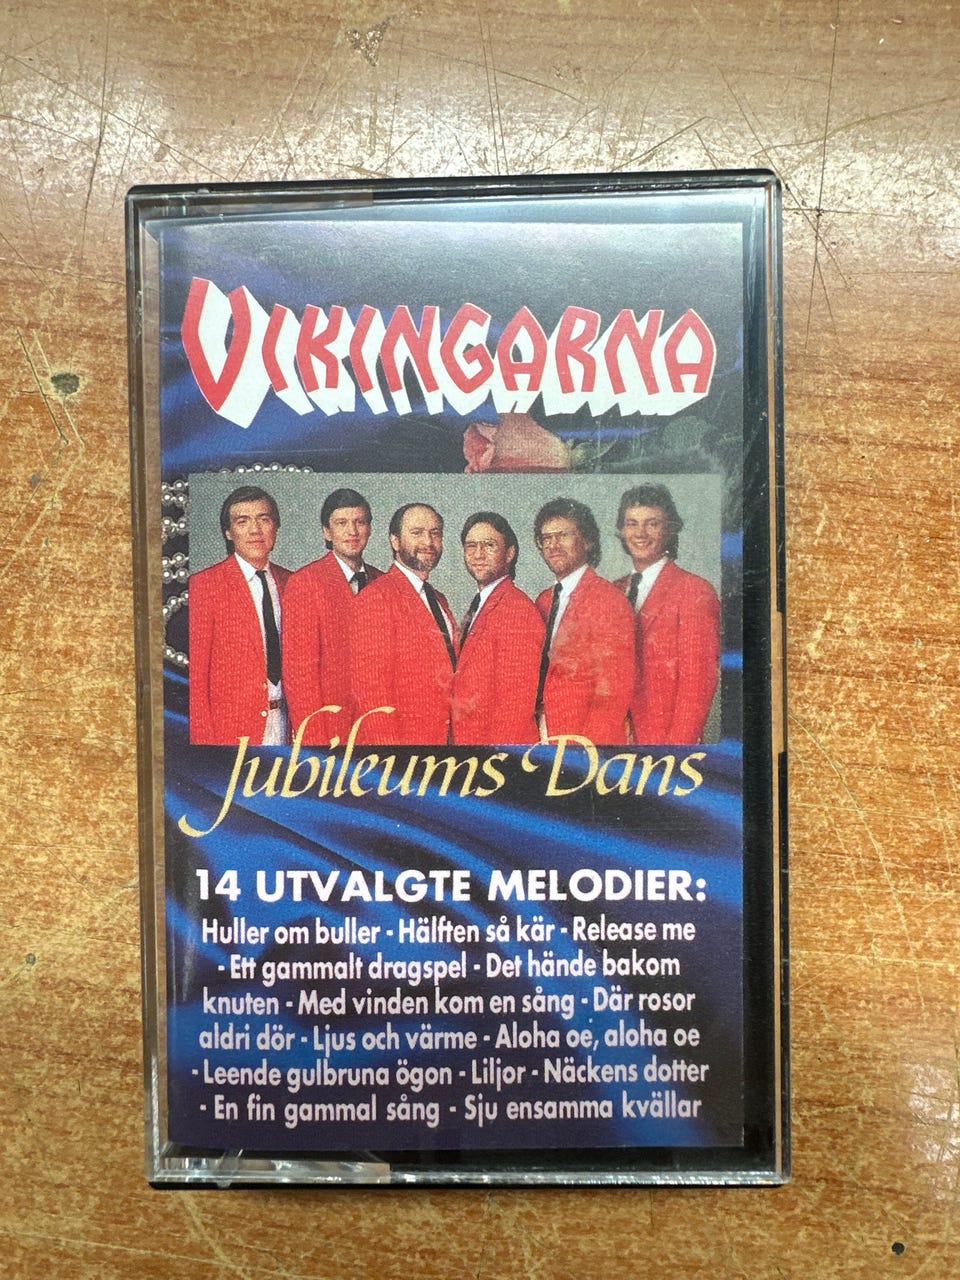 VIKINGARNA
Jubileums Dans
14 UTVALGTE MELODIER:
Huller om buller - Hälften så kär - Release me
- Ett gammalt dragspel - Det hände bakom
knuten - Med vinden kom en sång - Där rosor
aldri dör - Ljus och värme - Aloha oe, aloha oe
- Leende gulbruna ögon - Liljor - Näckens dotter
- En fin gammal sång - Sju ensamma kvällar